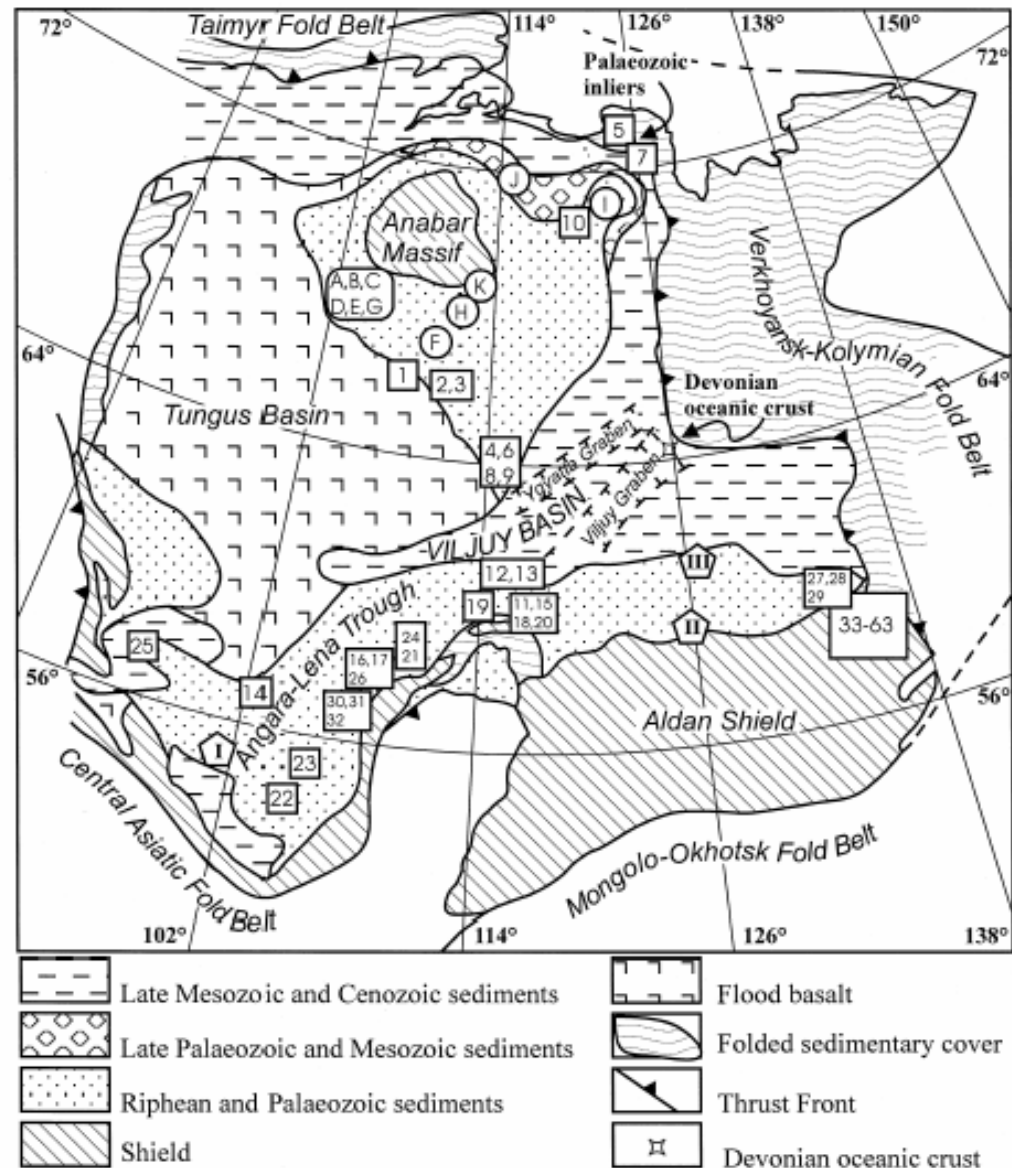 72°
Taimyr Fold Belt
114°
126°
138°
150°
72°
Palaeozoic
inliers
5
7
J
I
10
Anabar
Massif
A,B,C
D,E,G
K
H
F
Verkhoyansk-Kolymian Fold Belt
64°
1
2,3
Devonian
oceanic crust
64°
Tungus Basin
4,6
8,9
Ygyatta Graben
Viljuy Graben
VILJUY BASIN
III
12,13
27,28
29
19
11,15
18,20
II
33-63
25
24
21
16,17
26
56°
14
30,31
32
Angara-Lena Trough
Aldan Shield
56°
I
23
22
Central Asiatic Fold Belt
Mongolo-Okhotsk Fold Belt
102°
114°
126°
138°
Late Mesozoic and Cenozoic sediments
Flood basalt
Late Palaeozoic and Mesozoic sediments
Folded sedimentary cover
Riphean and Palaeozoic sediments
Thrust Front
Shield
Devonian oceanic crust